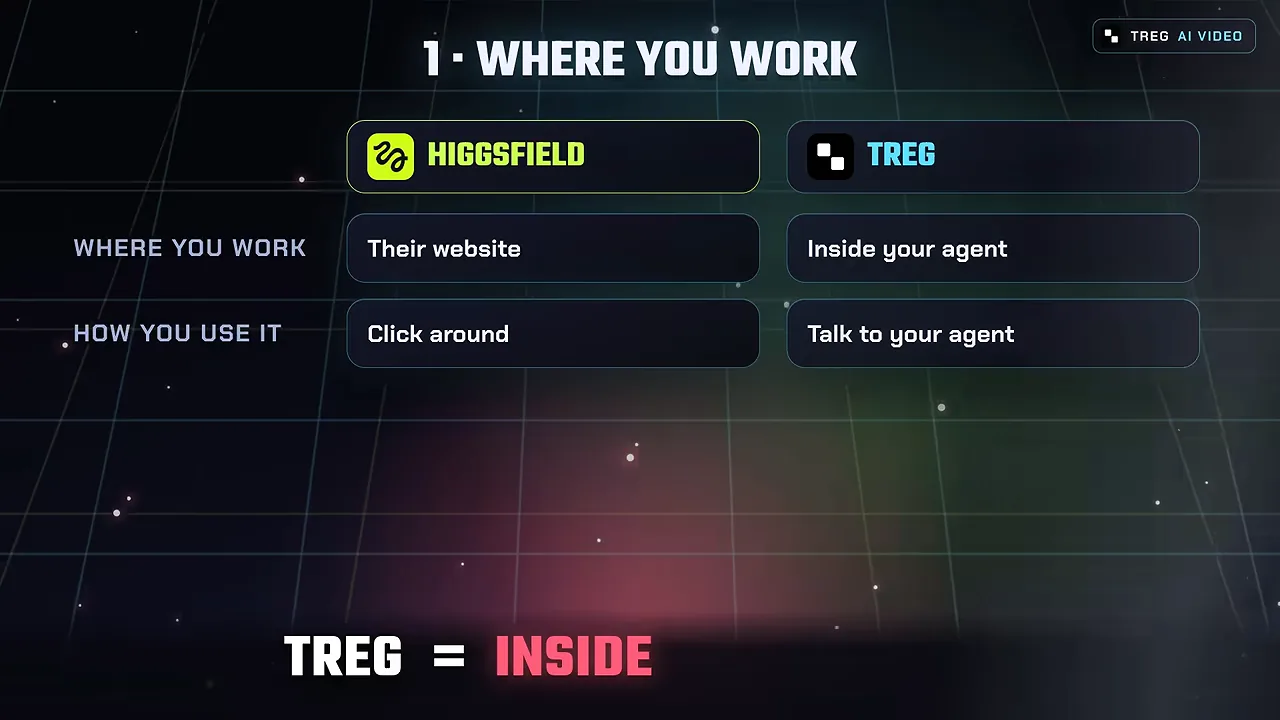 1 · WHERE YOU WORK
TREG AI VIDEO
HIGGSFIELD
TREG
WHERE YOU WORK
Their website
Inside your agent
HOW YOU USE IT
Click around
Talk to your agent
TREG = INSIDE